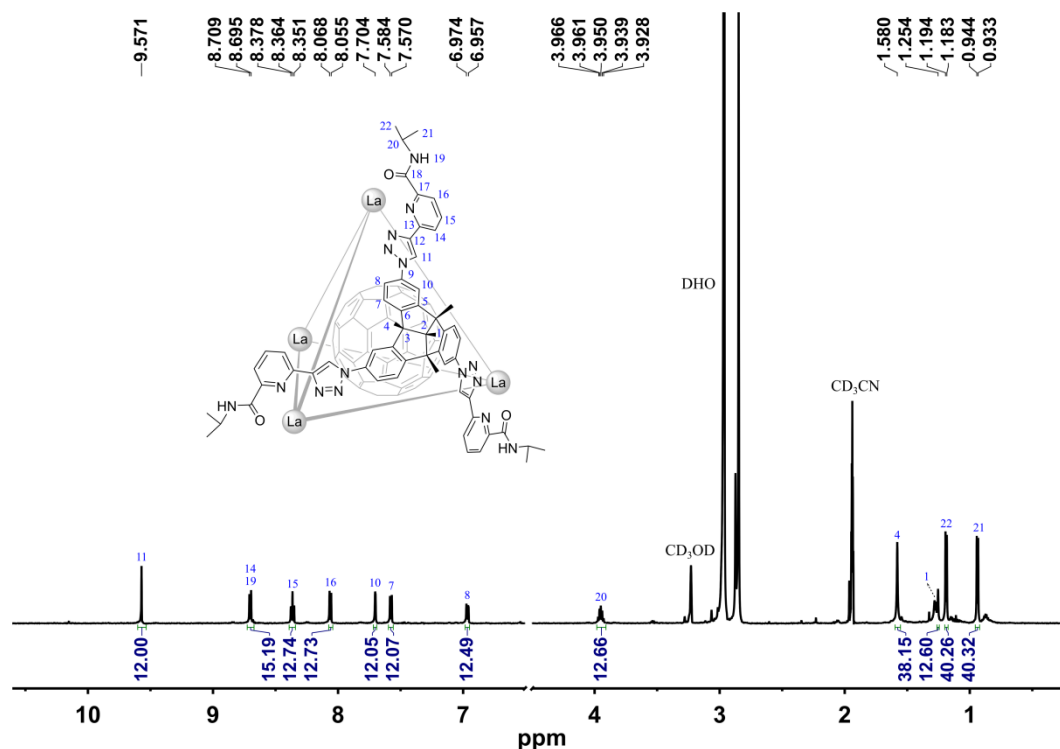 9.571
8.709
8.695
8.378
8.364
8.351
8.068
8.055
7.704
7.584
7.570
6.974
6.957
3.966
3.961
3.950
3.939
3.928
1.580
1.254
1.194
1.183
0.944
0.933
22
21
20
NH 19
18
O
17
16
La
N
15
13
14
N
12
N
11
N
9
8
10
7
5
6
4
2
1
3
La
N
N
N
N=N
N
N
La
N
La
NH
O
N
O
HN
DHO
CD3CN
CD3OD
11
14
19
15
16
10
7
8
20
4
1
22
21
12.00
15.19
12.74
12.73
12.05
12.07
12.49
12.66
38.15
12.60
40.26
40.32
10 9 8 7 4 3 2 1
ppm